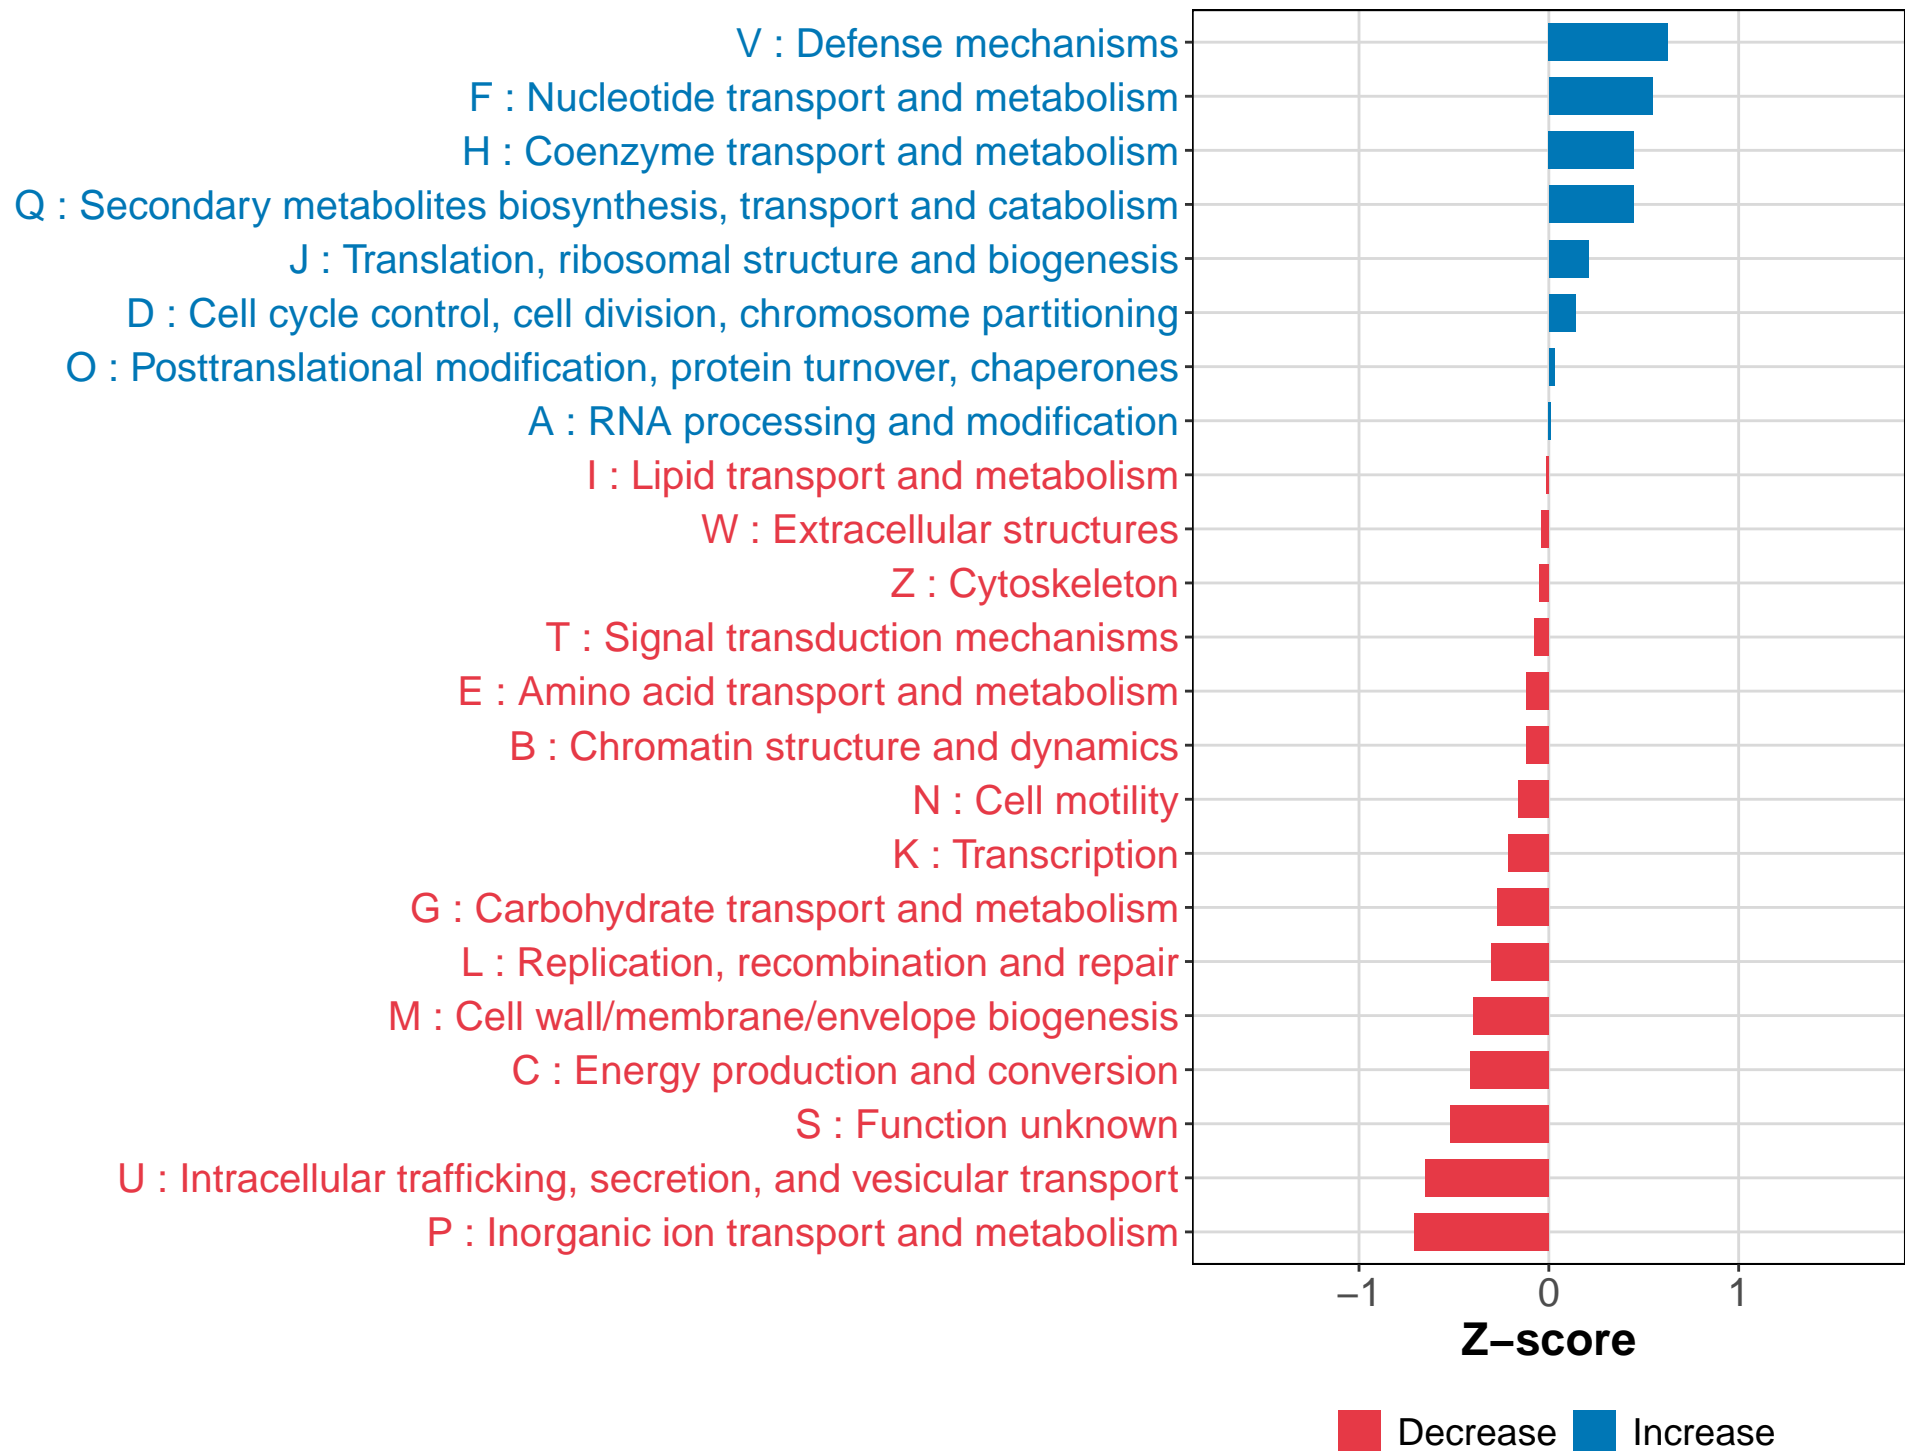 V : Defense mechanisms
F : Nucleotide transport and metabolism
H : Coenzyme transport and metabolism
Q : Secondary metabolites biosynthesis, transport and catabolism
J : Translation, ribosomal structure and biogenesis
D : Cell cycle control, cell division, chromosome partitioning
O : Posttranslational modification, protein turnover, chaperones
A : RNA processing and modification
I : Lipid transport and metabolism
W : Extracellular structures
Z : Cytoskeleton
T : Signal transduction mechanisms
E : Amino acid transport and metabolism
B : Chromatin structure and dynamics
N : Cell motility
K : Transcription
G : Carbohydrate transport and metabolism
L : Replication, recombination and repair
M : Cell wall/membrane/envelope biogenesis
C : Energy production and conversion
S : Function unknown
U : Intracellular trafficking, secretion, and vesicular transport
P : Inorganic ion transport and metabolism
−1 0 1
Z−score
Decrease Increase